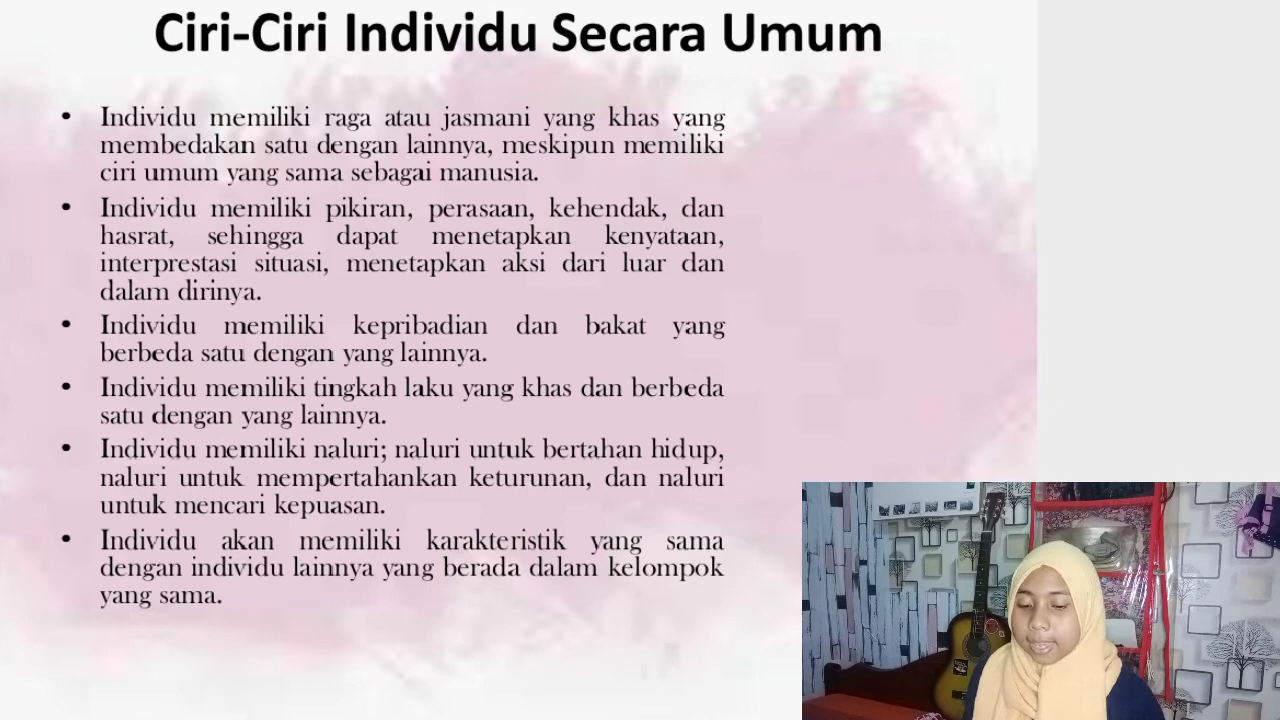 Ciri-Ciri Individu Secara Umum
• Individu memiliki raga atau jasmani yang khas yang
membedakan satu dengan lainnya, meskipun memiliki
ciri umum yang sama sebagai manusia.
• Individu memiliki pikiran, perasaan, kehendak, dan
hasrat, sehingga dapat menetapkan kenyataan,
interprestasi situasi, menetapkan aksi dari luar dan
dalam dirinya.
• Individu memiliki kepribadian dan bakat yang
berbeda satu dengan yang lainnya.
• Individu memiliki tingkah laku yang khas dan berbeda
satu dengan yang lainnya.
• Individu memiliki naluri; naluri untuk bertahan hidup,
naluri untuk mempertahankan keturunan, dan naluri
untuk mencari kepuasan.
• Individu akan memiliki karakteristik yang sama
dengan individu lainnya yang berada dalam kelompok
yang sama.